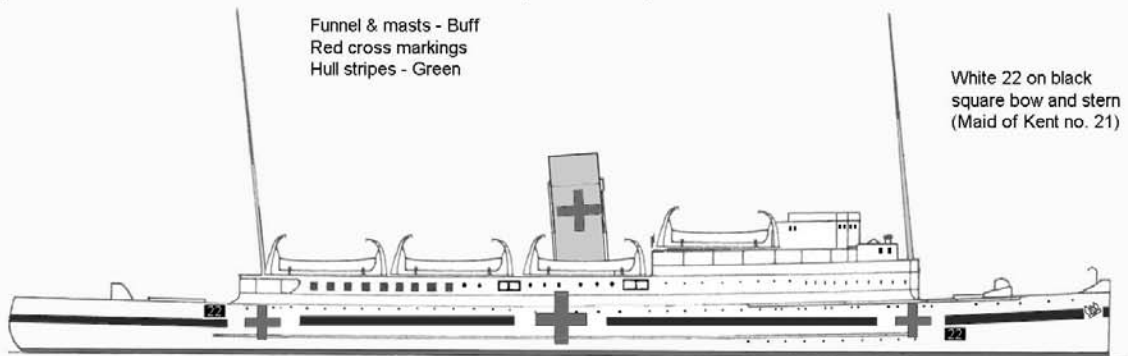 Funnel & masts - Buff
Red cross markings
Hull stripes - Green
White 22 on black
square bow and stern
(Maid of Kent no. 21)
22
22